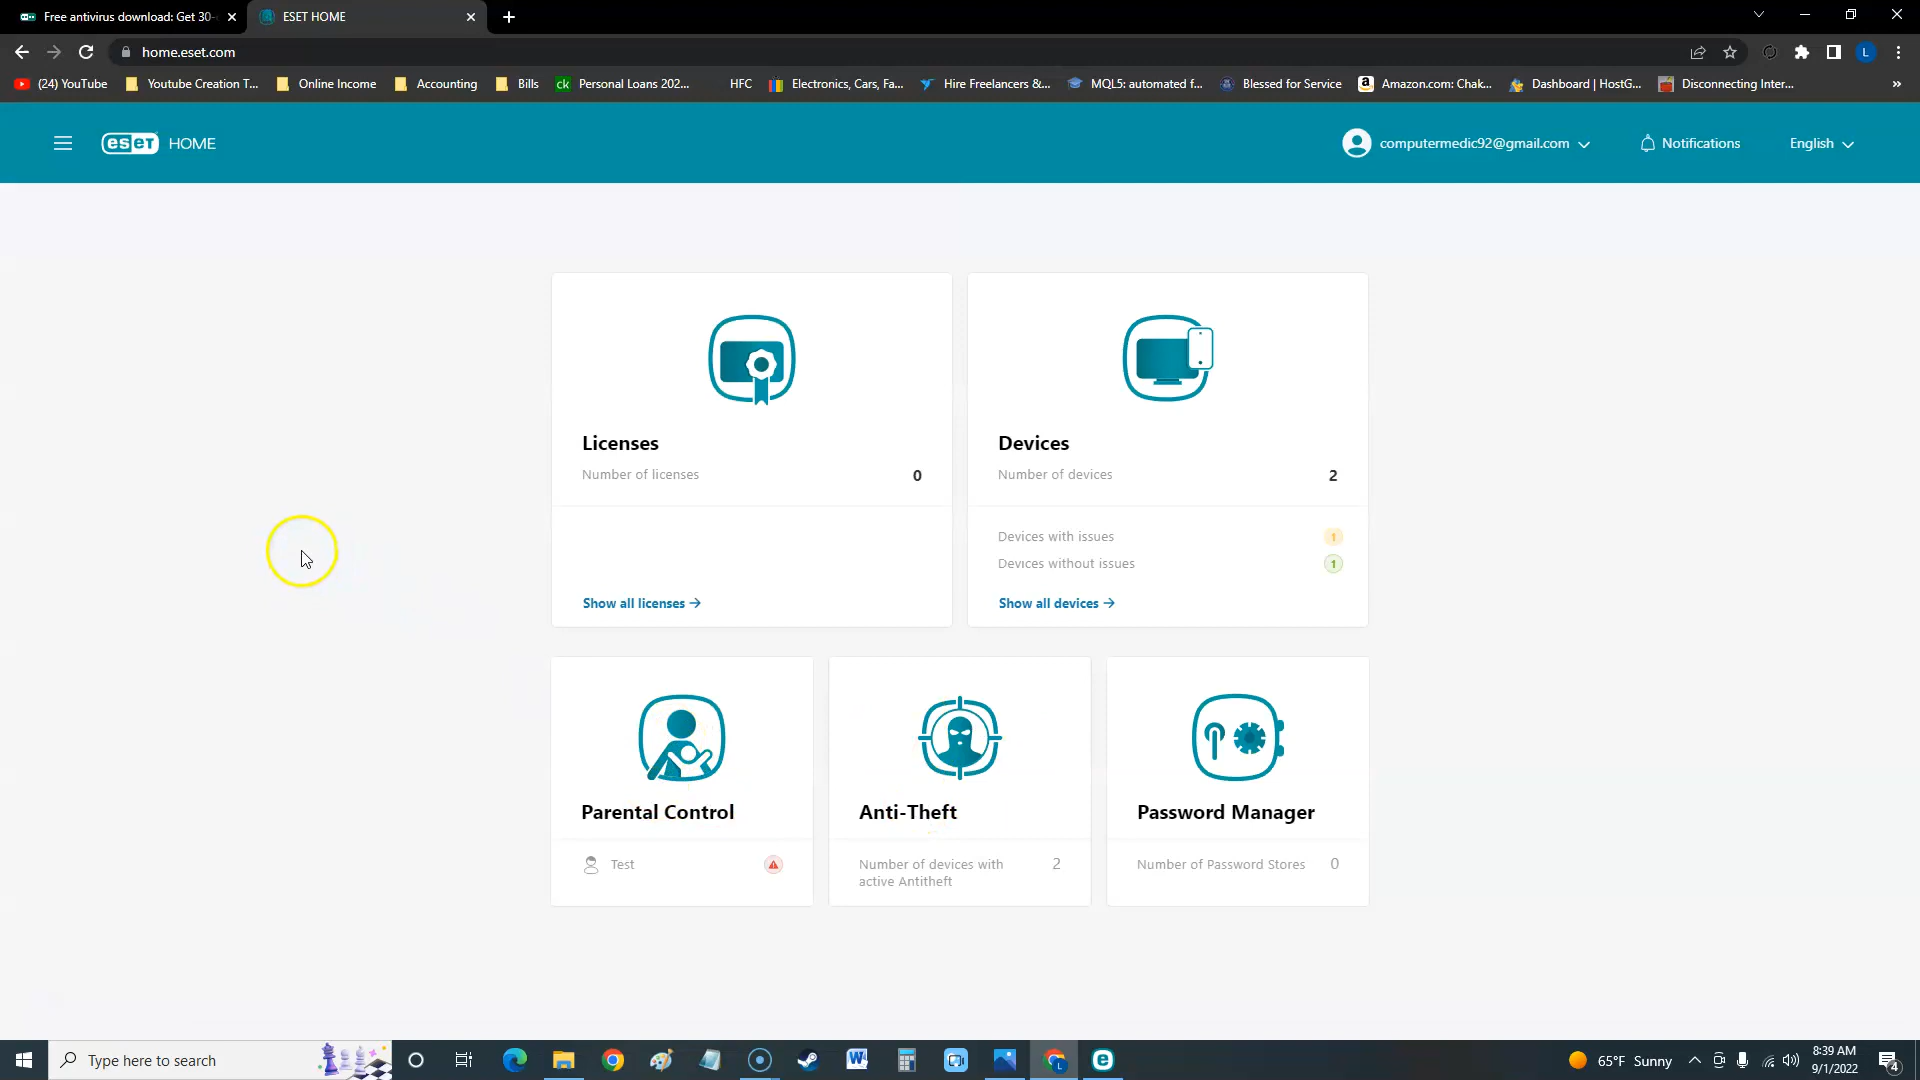 Free antivirus download: Get 30-
ESET HOME
home.eset.com
(24) YouTube
Youtube Creation T...
Online Income
Accounting
Bills
ck Personal Loans 202...
HFC
Electronics, Cars, Fa...
Hire Freelancers &...
MQL5: automated f...
Blessed for Service
a Amazon.com: Chak...
Dashboard | HostG...
Disconnecting Inter...
»
L
eseT HOME
computermedic92@gmail.com
Notifications
English
Licenses
Number of licenses 0
Show all licenses →
Devices
Number of devices 2
Devices with issues 1
Devices without issues 1
Show all devices →
Parental Control
Test
Anti-Theft
Number of devices with 2
active Antitheft
Password Manager
Number of Password Stores 0
Type here to search
W
L
e
65°F Sunny
8:39 AM
9/1/2022
4